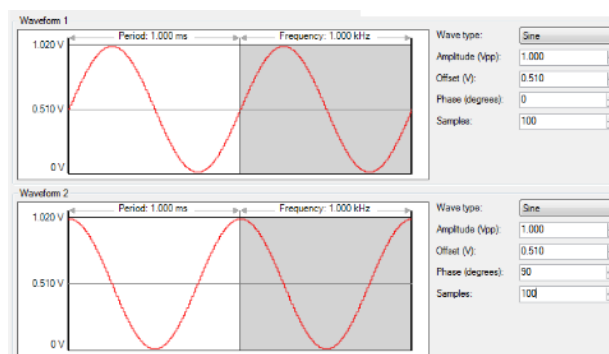 Waveform 1
Period: 1.000 ms
Frequency: 1.000 kHz
1.020 V
0.510 V
0 V
Wave type: Sine
Amplitude (Vpp): 1.000
Offset (V): 0.510
Phase (degrees): 0
Samples: 100
Waveform 2
Period: 1.000 ms
Frequency: 1.000 kHz
1.020 V
0.510 V
0 V
Wave type: Sine
Amplitude (Vpp): 1.000
Offset (V): 0.510
Phase (degrees): 90
Samples: 100